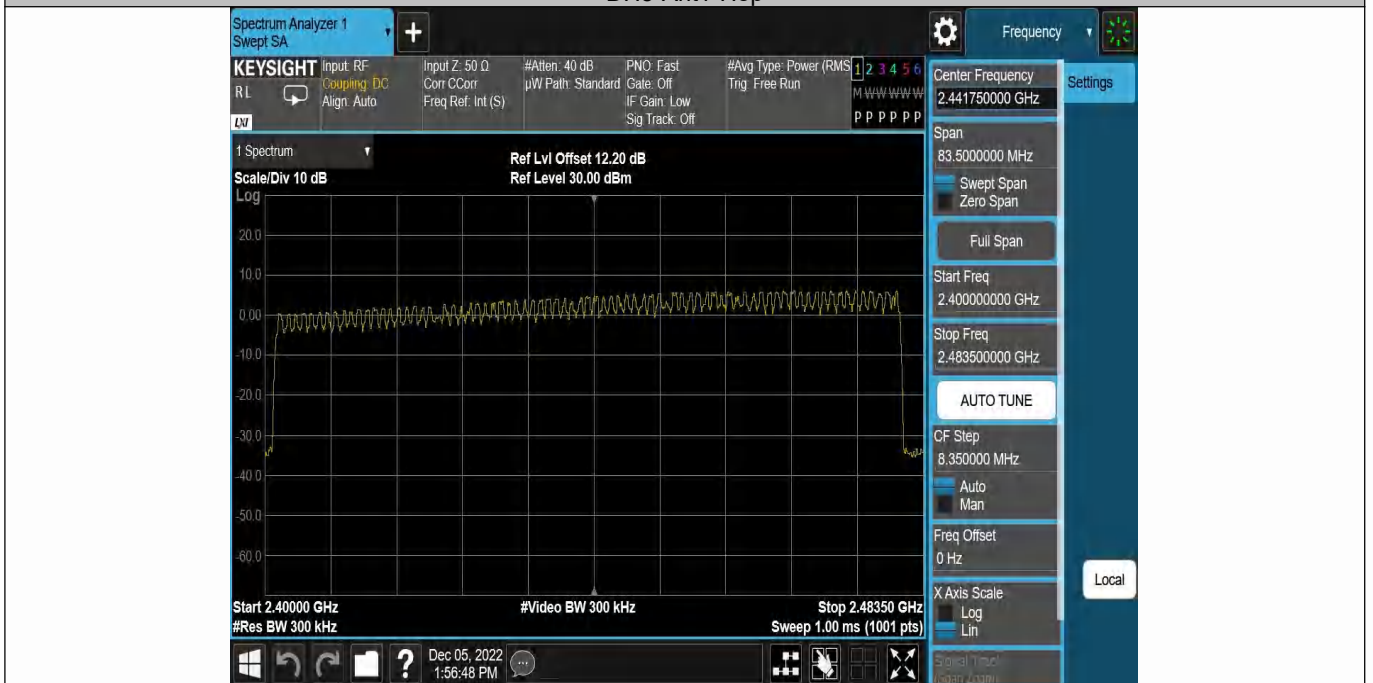 Spectrum Analyzer 1
Swept SA
+
Frequency
KEYSIGHT
RL
LXI
Input: RF
Coupling: DC
Align: Auto
Input Z: 50 Ω
Corr CCorr
Freq Ref: Int (S)
#Atten: 40 dB
µW Path: Standard
PNO: Fast
Gate: Off
IF Gain: Low
Sig Track: Off
#Avg Type: Power (RMS
Trig: Free Run
1 2 3 4 5 6
M W W W W W
P P P P P P
1 Spectrum
Scale/Div 10 dB
Ref Lvl Offset 12.20 dB
Ref Level 30.00 dBm
Log
20.0
10.0
0.00
-10.0
-20.0
-30.0
-40.0
-50.0
-60.0
Start 2.40000 GHz
#Res BW 300 kHz
#Video BW 300 kHz
Stop 2.48350 GHz
Sweep 1.00 ms (1001 pts)
Dec 05, 2022
1:56:48 PM
Center Frequency
2.441750000 GHz
Settings
Span
83.5000000 MHz
Swept Span
Zero Span
Full Span
Start Freq
2.400000000 GHz
Stop Freq
2.483500000 GHz
AUTO TUNE
CF Step
8.350000 MHz
Auto
Man
Freq Offset
0 Hz
X Axis Scale
Log
Lin
Local
Signal Track
(Span Zoom)